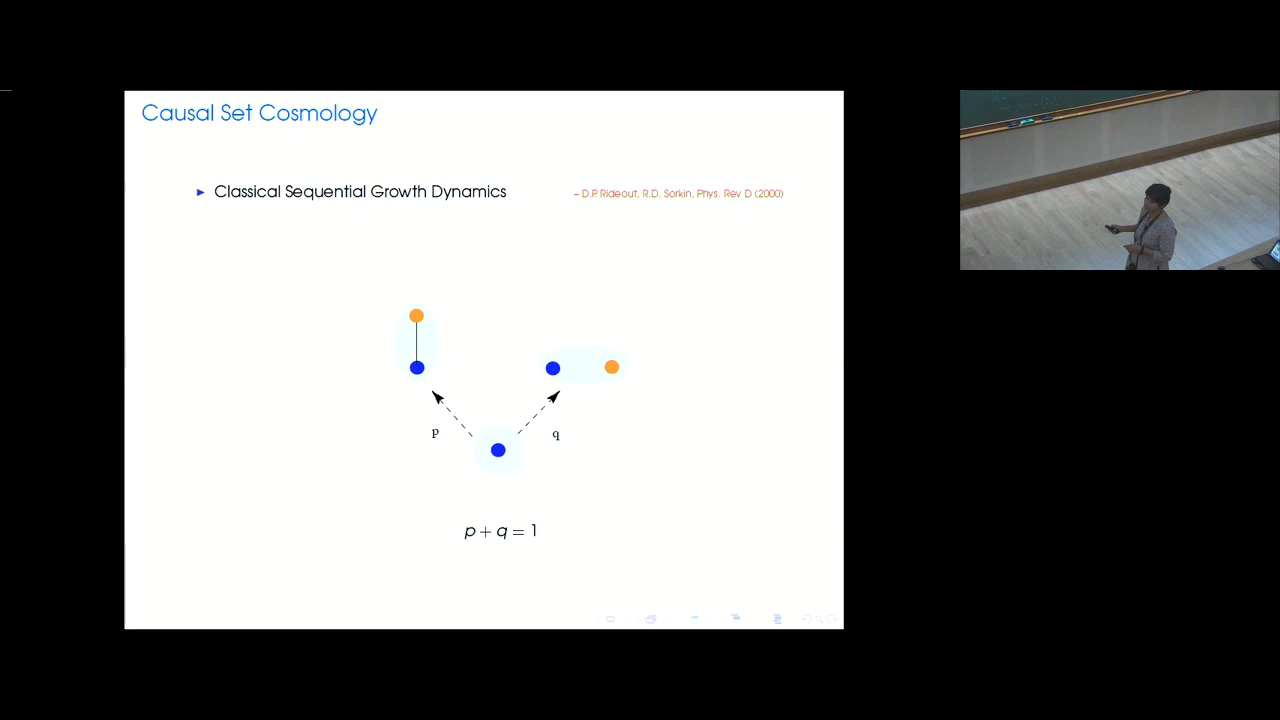 Causal Set Cosmology
► Classical Sequential Growth Dynamics
– D.P. Rideout, R.D. Sorkin, Phys. Rev D (2000)
p
q
p + q = 1